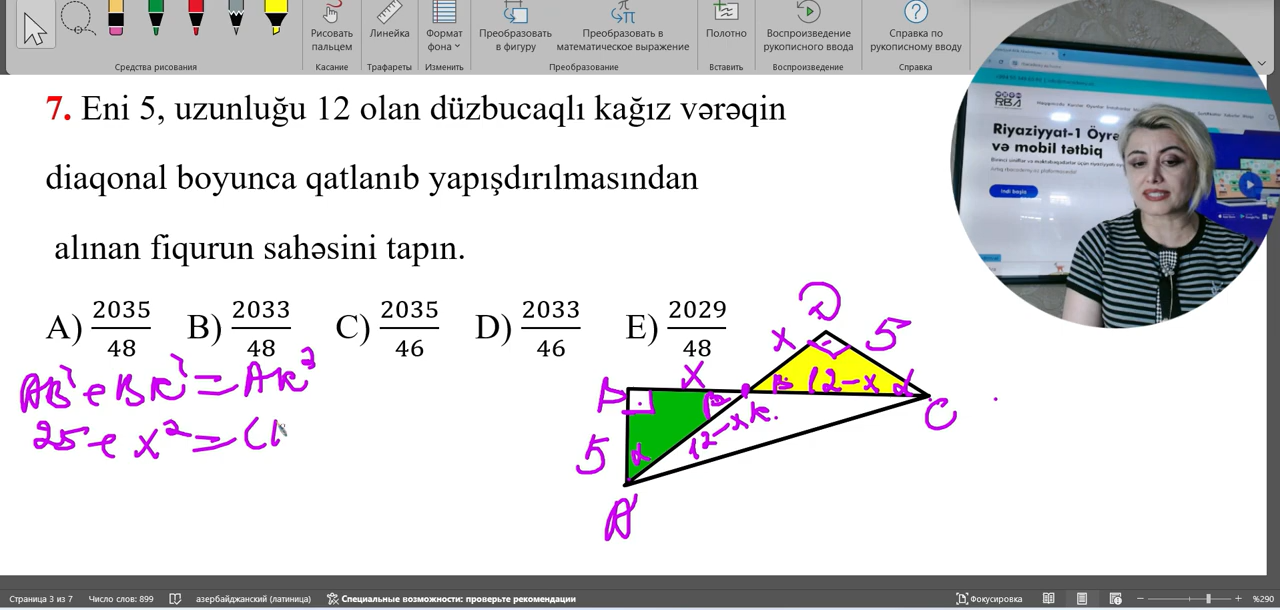 Рисовать пальцем
Линейка
Формат фона
Преобразовать в фигуру
Преобразовать в математическое выражение
Полотно
Воспроизведение рукописного ввода
Справка по рукописному вводу
Средства рисования
Касание
Трафареты
Изменить
Преобразование
Вставить
Воспроизведение
Справка
7. Eni 5, uzunluğu 12 olan düzbucaqlı kağız vərəqin
diaqonal boyunca qatlanıb yapışdırılmasından
alınan fiqurun sahəsini tapın.
A) 2035/48 B) 2033/48 C) 2035/46 D) 2033/46 E) 2029/48
AB² + BK² = AK²
25 + x² = (1
D
x 5
B x β 12-x α
β K C
5 α 12-x
A
RBA
Riyaziyyat-1 Öyrə
və mobil tətbiq
İndi başla
Страница 3 из 7 Число слов: 899 азербайджанский (латиница) Специальные возможности: проверьте рекомендации Фокусировка %290